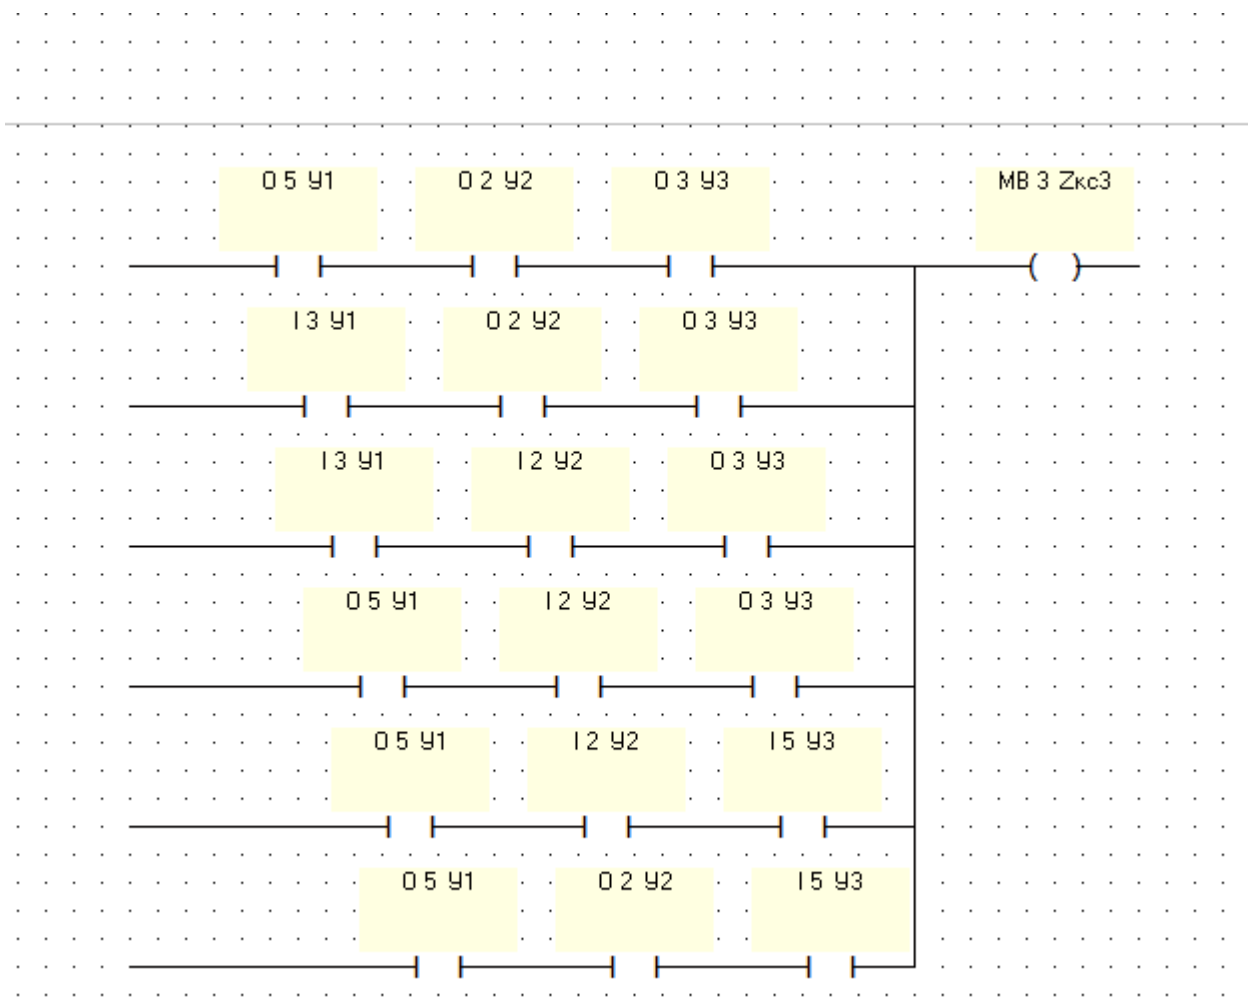 O 5 У1 O 2 У2 O 3 У3 MB 3 Zкс3
I 3 У1 O 2 У2 O 3 У3
I 3 У1 I 2 У2 O 3 У3
O 5 У1 I 2 У2 O 3 У3
O 5 У1 I 2 У2 I 5 У3
O 5 У1 O 2 У2 I 5 У3